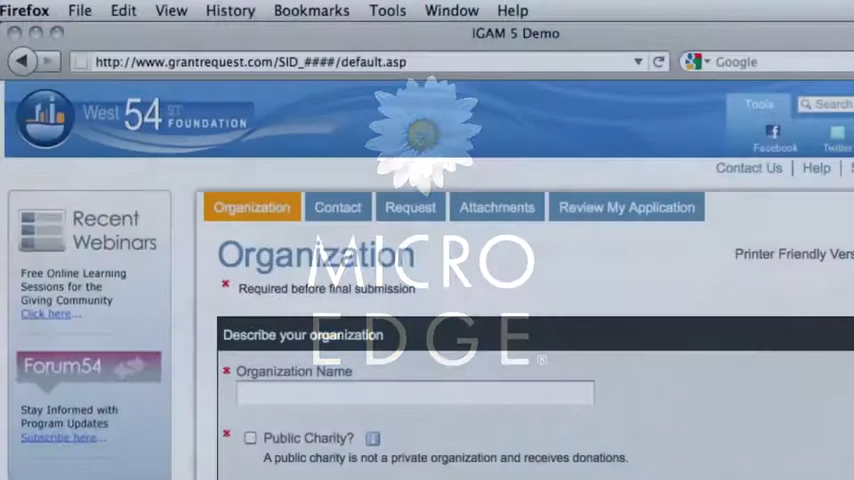 Firefox File Edit View History Bookmarks Tools Window Help
IGAM 5 Demo
http://www.grantrequest.com/SID_####/default.asp
Google
West 54 ST FOUNDATION
Tools
Search
Facebook
Twitter
Contact Us | Help |
Organization
Contact
Request
Attachments
Review My Application
Recent Webinars
Free Online Learning
Sessions for the
Giving Community
Click here...
Forum54
Stay Informed with
Program Updates
Subscribe here...
Organization
Printer Friendly
* Required before final submission
MICRO
EDGE®
Describe your organization
* Organization Name
* Public Charity?
A public charity is not a private organization and receives donations.